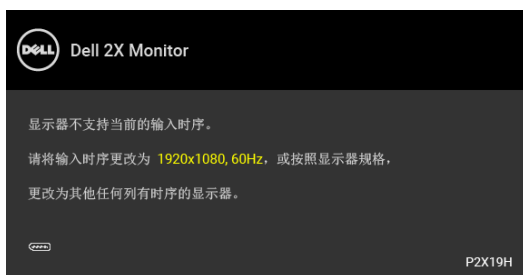 DELL
Dell 2X Monitor
显示器不支持当前的输入时序。
请将输入时序更改为 1920x1080, 60Hz，或按照显示器规格，
更改为其他任何列有时序的显示器。
P2X19H